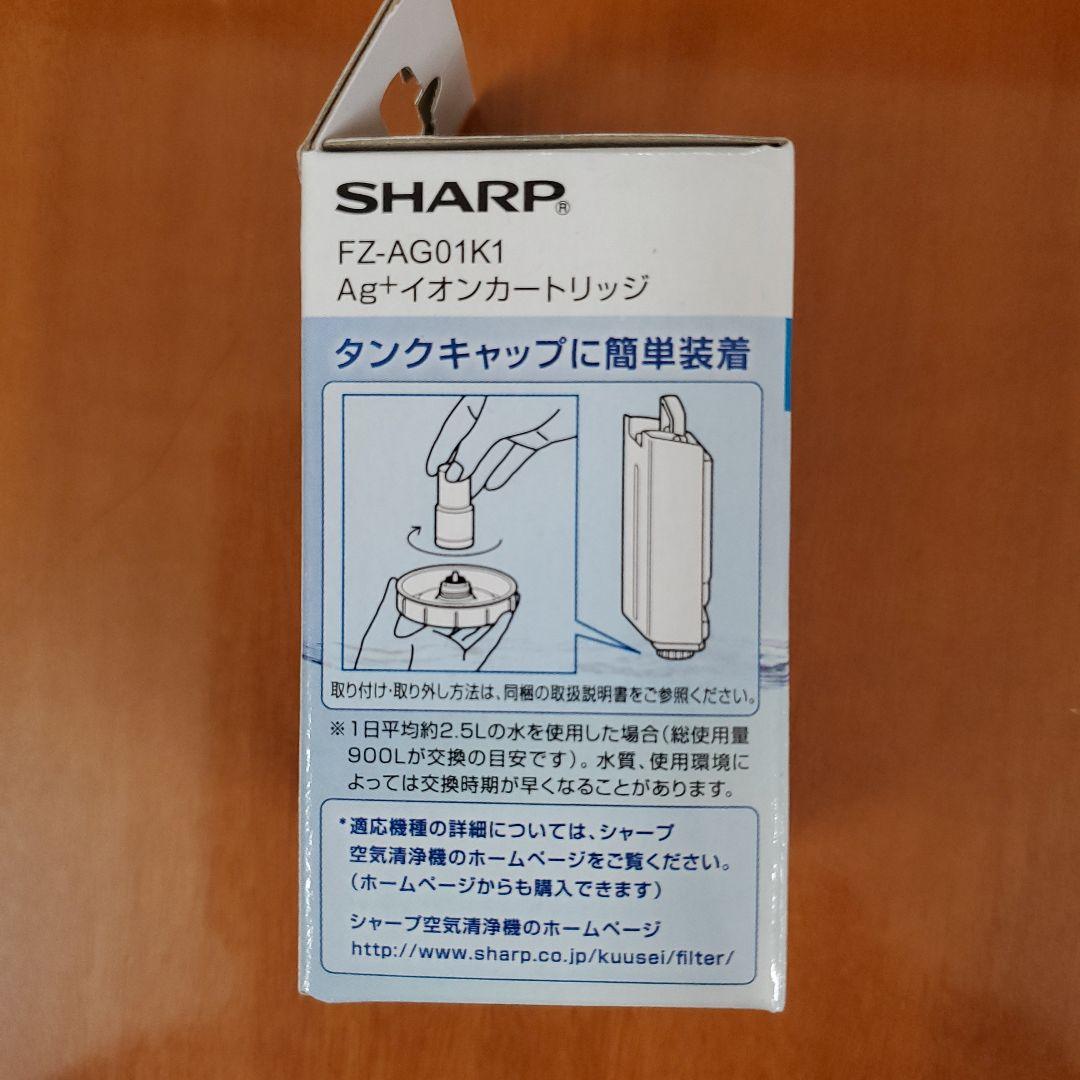 SHARP®
FZ-AG01K1
Ag+イオンカートリッジ
タンクキャップに簡単装着
取り付け・取り外し方法は、同梱の取扱説明書をご参照ください。
※1日平均約2.5Lの水を使用した場合(総使用量
900Lが交換の目安です)。水質、使用環境に
よっては交換時期が早くなることがあります。
*適応機種の詳細については、シャープ
空気清浄機のホームページをご覧ください。
(ホームページからも購入できます)
シャープ空気清浄機のホームページ
http://www.sharp.co.jp/kuusei/filter/